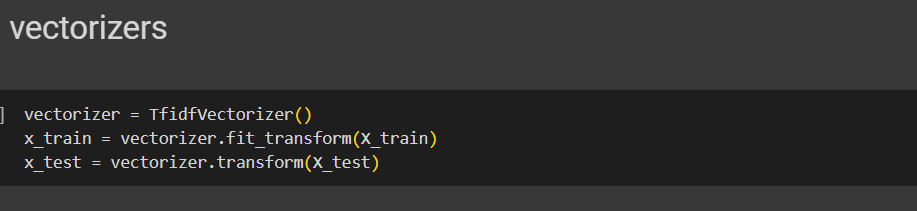 vectorizers
] vectorizer = TfidfVectorizer()
x_train = vectorizer.fit_transform(X_train)
x_test = vectorizer.transform(X_test)